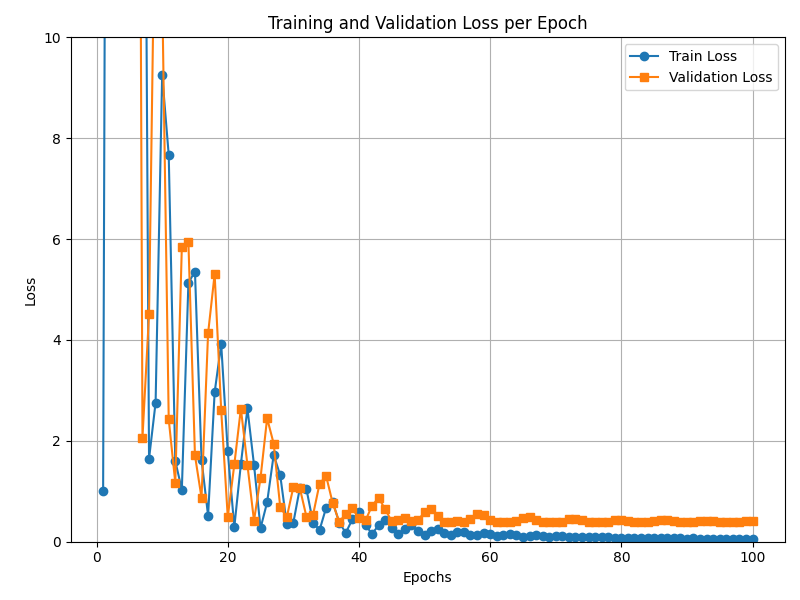 Training and Validation Loss per Epoch
Train Loss
Validation Loss
Loss
10
8
6
4
2
0
0 20 40 60 80 100
Epochs